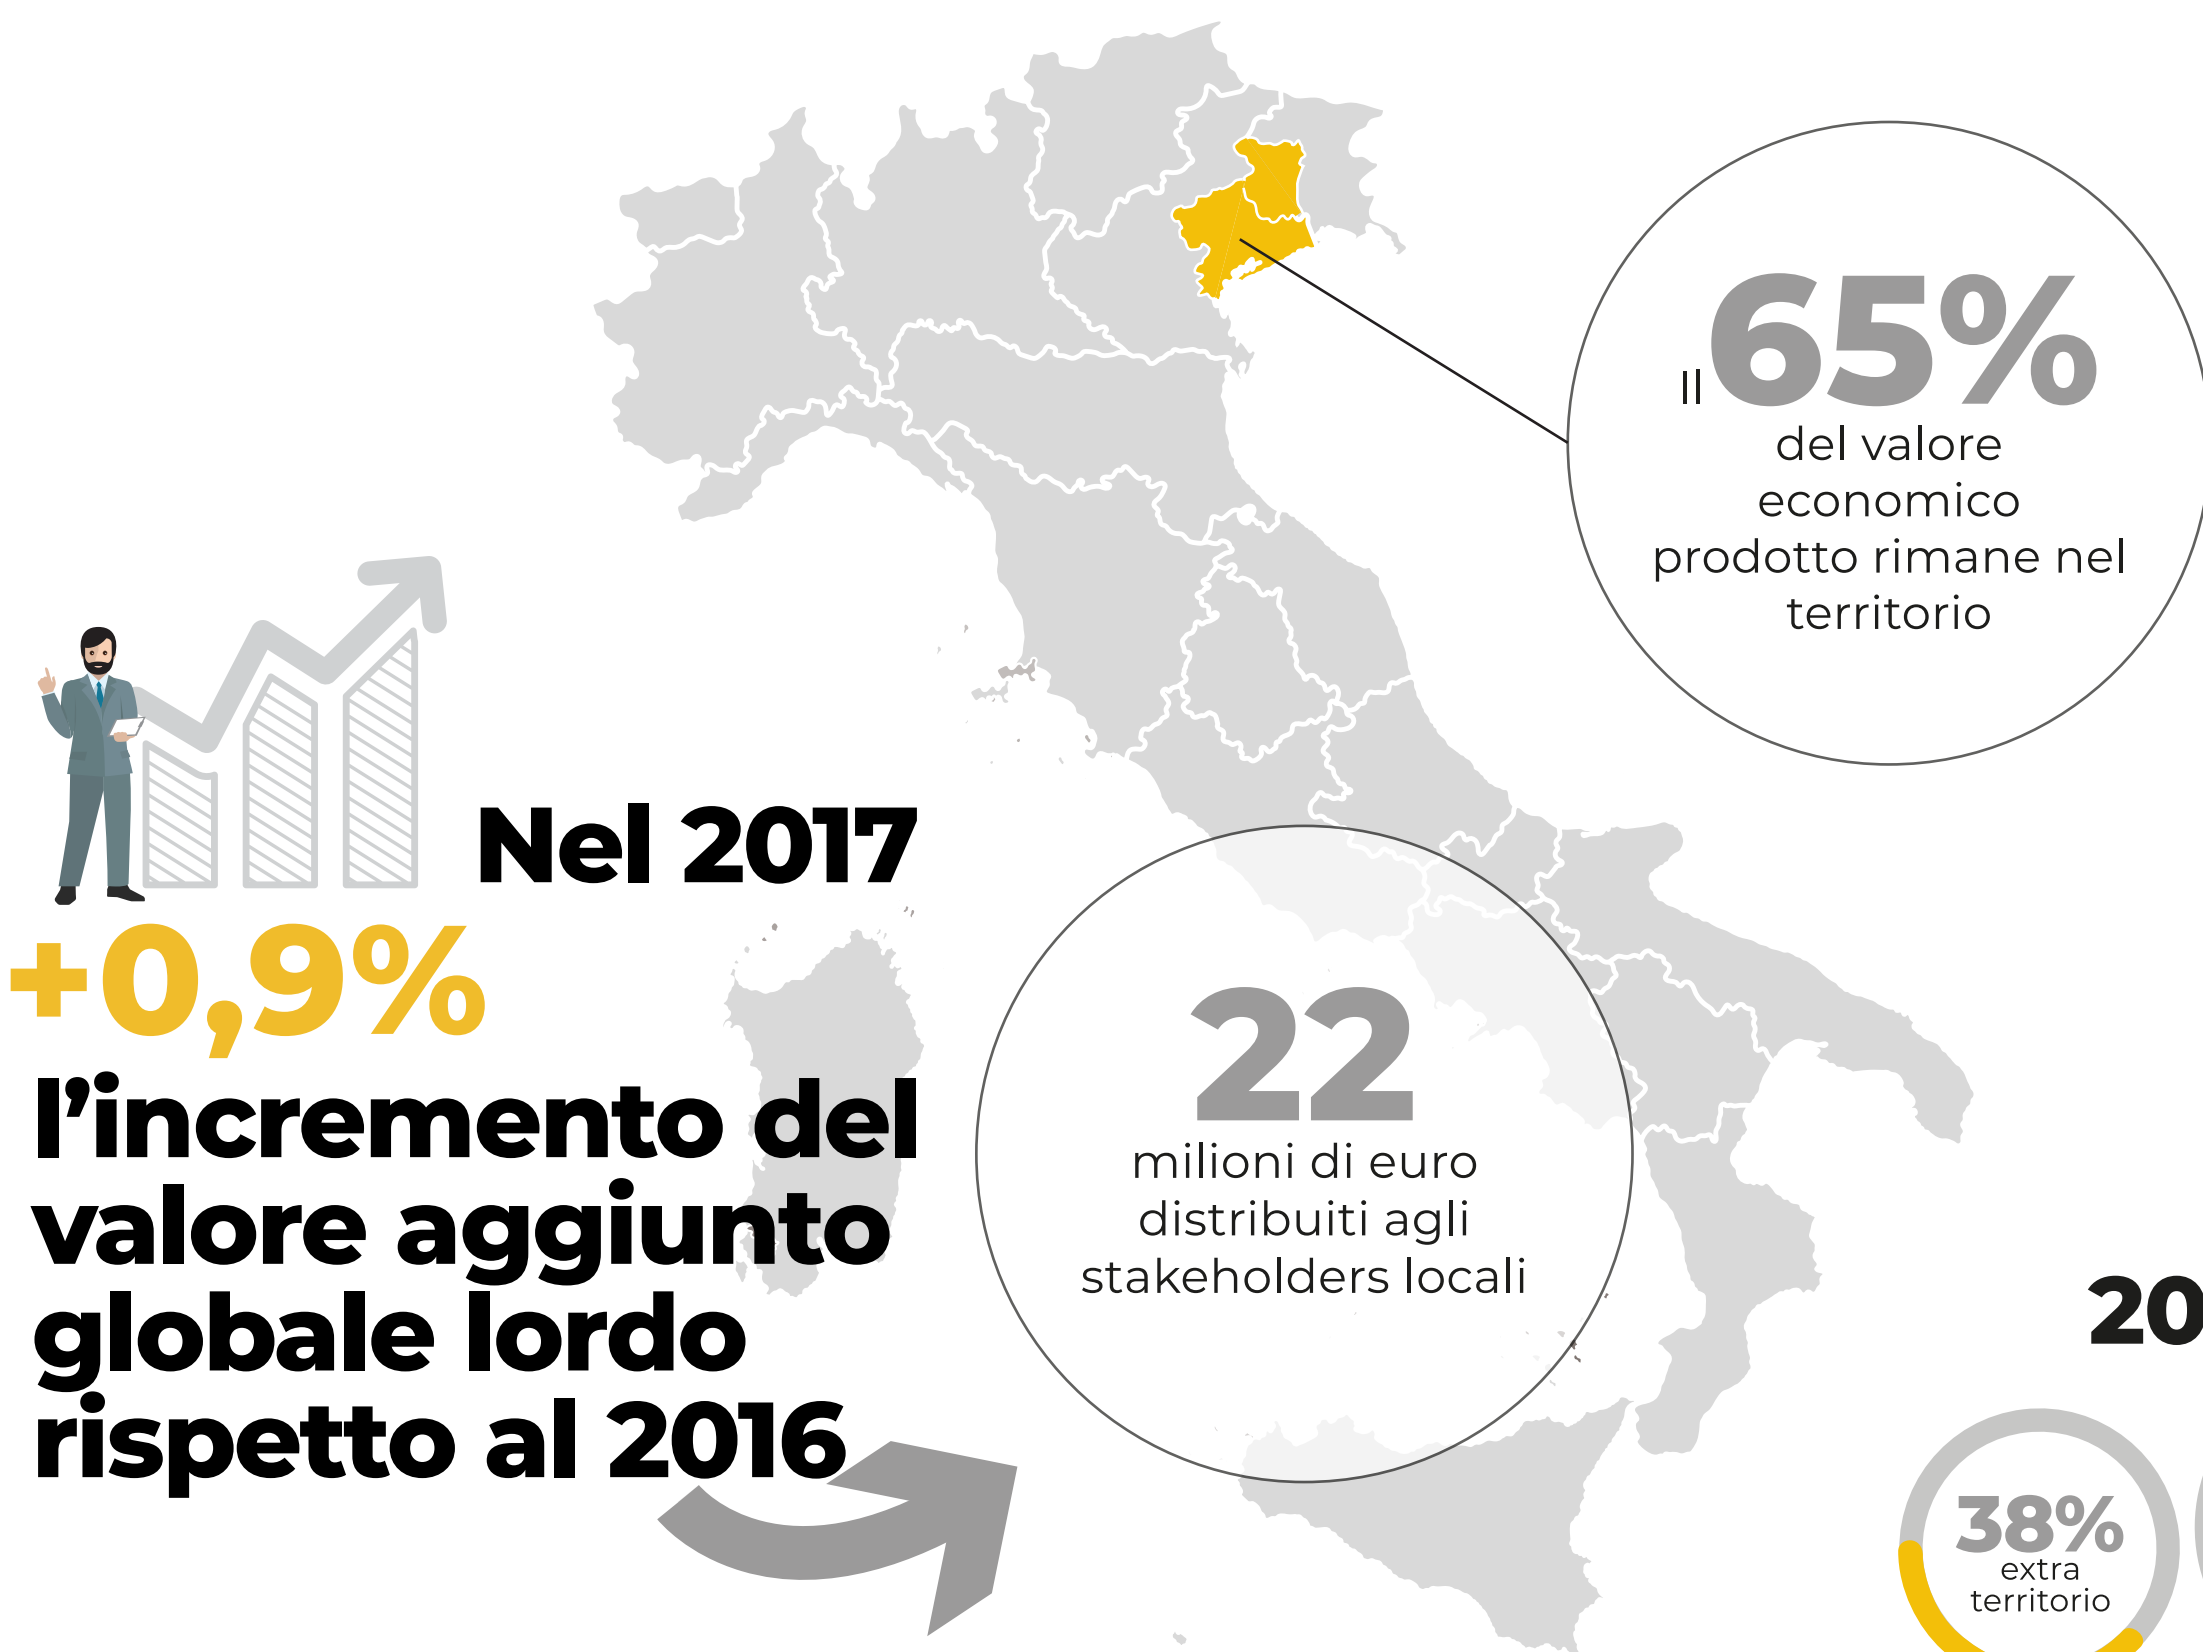 Il 65%
del valore
economico
prodotto rimane nel
territorio
Nel 2017
+0,9%
l’incremento del
valore aggiunto
globale lordo
rispetto al 2016
22
milioni di euro
distribuiti agli
stakeholders locali
20
38%
extra
territorio